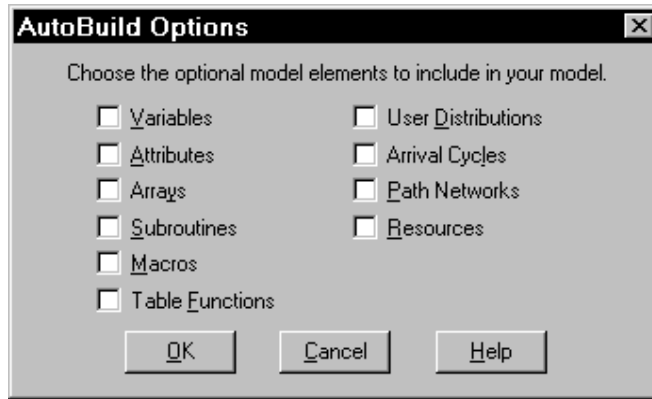 AutoBuild Options
Choose the optional model elements to include in your model.
Variables
Attributes
Arrays
Subroutines
Macros
Table Functions
User Distributions
Arrival Cycles
Path Networks
Resources
OK
Cancel
Help